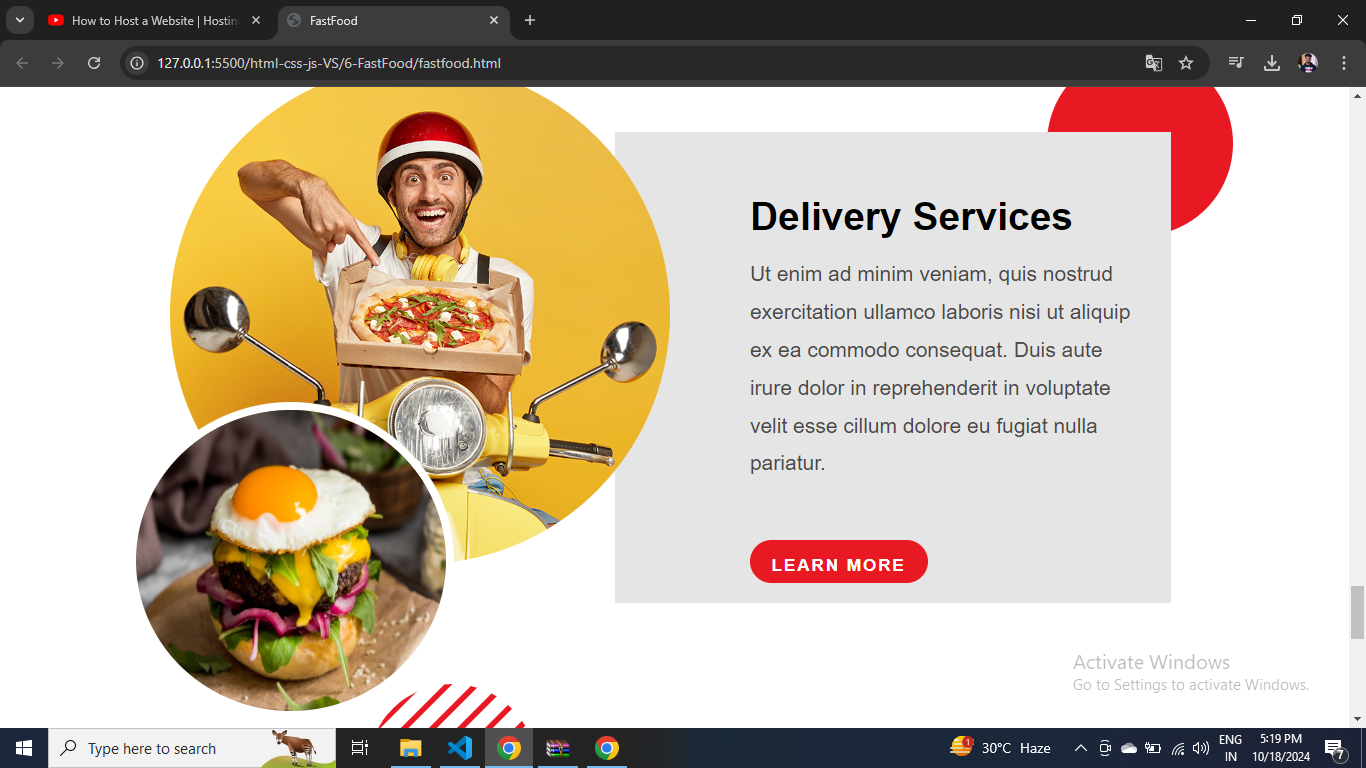 How to Host a Website | Hostin
FastFood
127.0.0.1:5500/html-css-js-VS/6-FastFood/fastfood.html
Delivery Services
Ut enim ad minim veniam, quis nostrud
exercitation ullamco laboris nisi ut aliquip
ex ea commodo consequat. Duis aute
irure dolor in reprehenderit in voluptate
velit esse cillum dolore eu fugiat nulla
pariatur.
LEARN MORE
Activate Windows
Go to Settings to activate Windows.
Type here to search
1
30°C Haze
ENG
IN
5:19 PM
10/18/2024
7